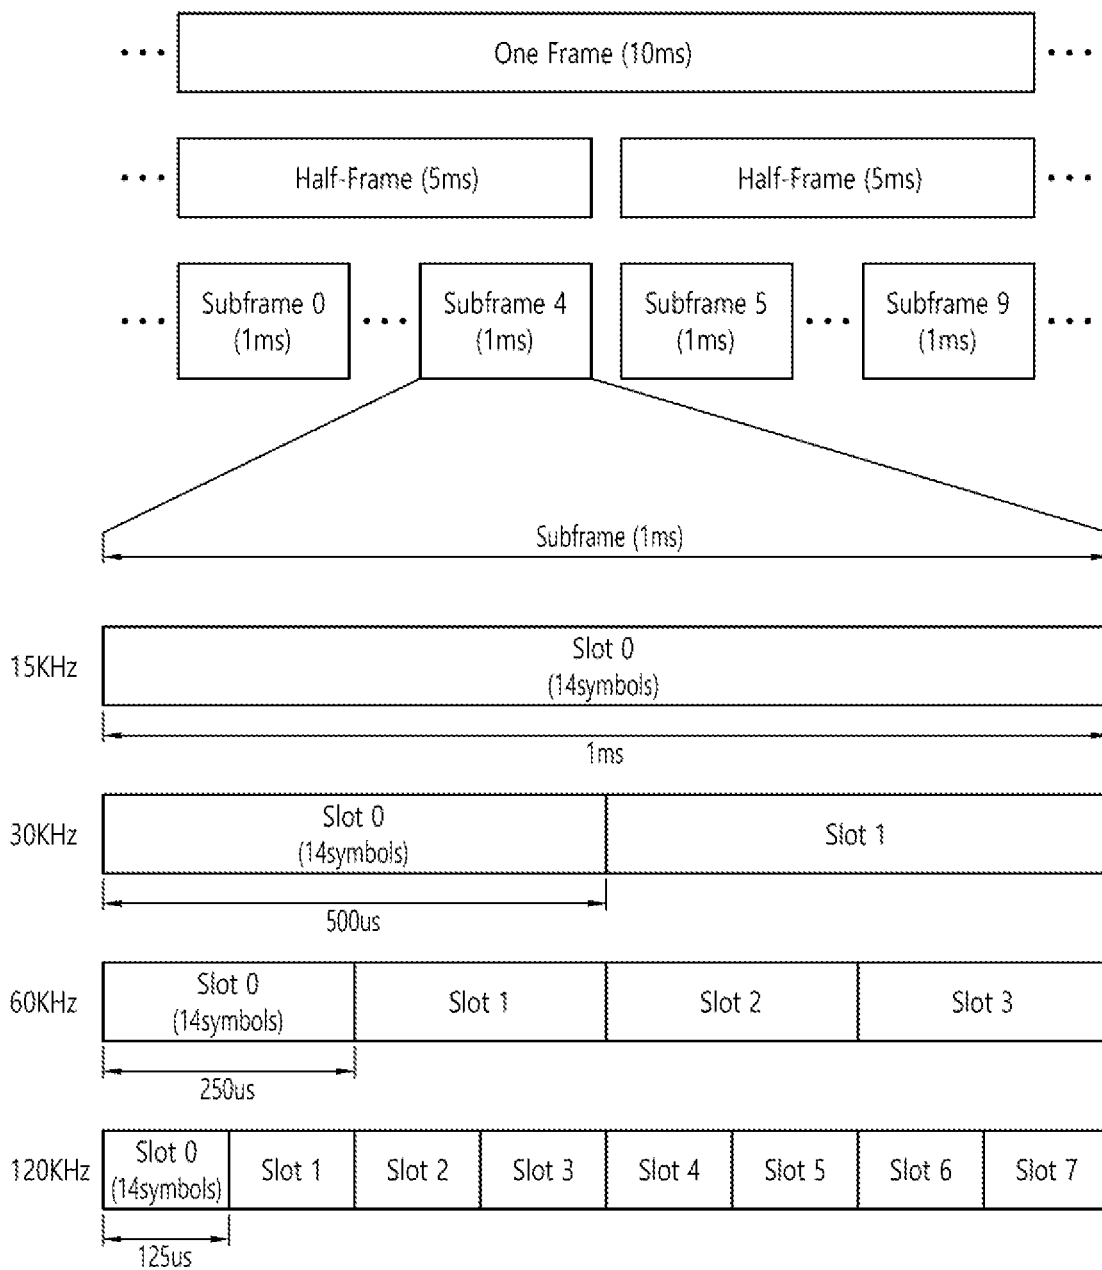 One Frame (10ms)
Half-Frame (5ms)
Half-Frame (5ms)
Subframe 0
(1ms)
Subframe 4
(1ms)
Subframe 5
(1ms)
Subframe 9
(1ms)
Subframe (1ms)
15KHz
Slot 0
(14symbols)
1ms
30KHz
Slot 0
(14symbols)
Slot 1
500us
60KHz
Slot 0
(14symbols)
Slot 1
Slot 2
Slot 3
250us
120KHz
Slot 0
(14symbols)
Slot 1
Slot 2
Slot 3
Slot 4
Slot 5
Slot 6
Slot 7
125us